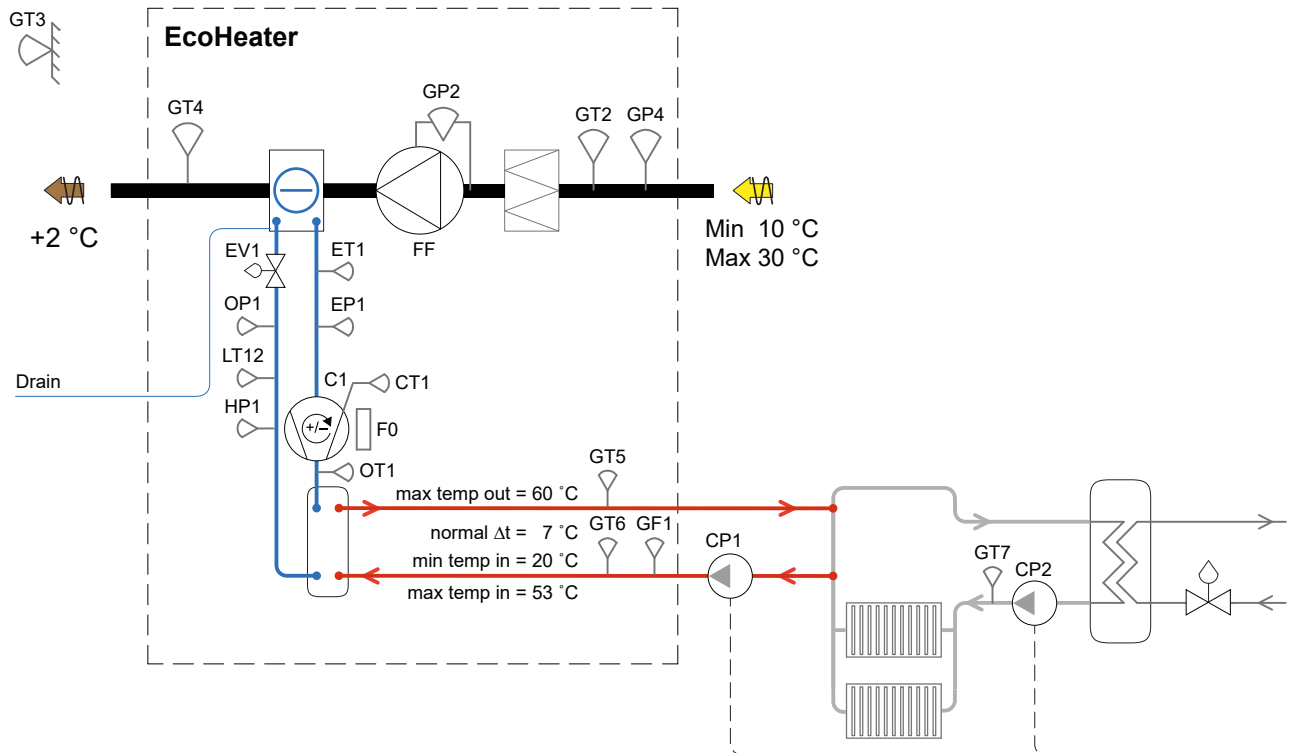 GT3
EcoHeater
GT4
GP2
GT2
GP4
+2 °C
FF
Min 10 °C
Max 30 °C
EV1
ET1
OP1
EP1
LT12
Drain
C1
CT1
HP1
+/-
F0
OT1
GT5
max temp out = 60 ˚C
normal Δt = 7 ˚C
GT6
GF1
CP1
min temp in = 20 ˚C
GT7
CP2
max temp in = 53 ˚C